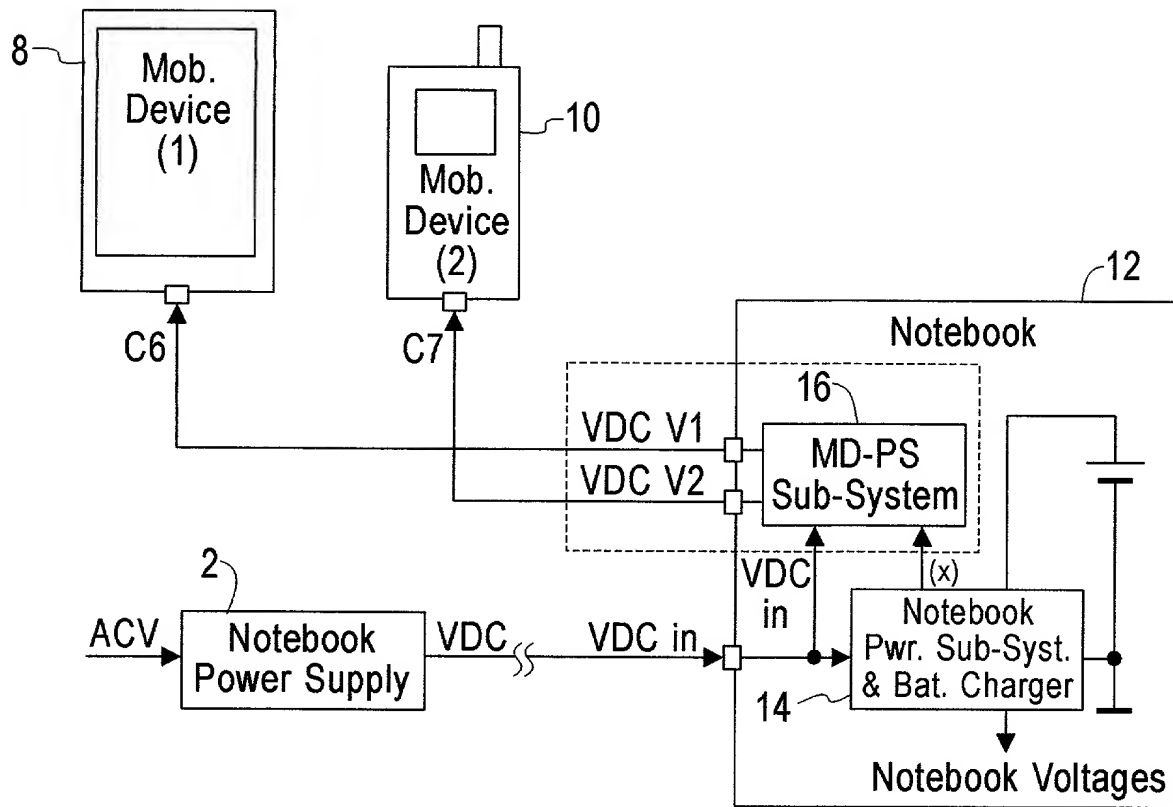 8
Mob.
Device
(1)
10
Mob.
Device
(2)
12
C6
C7
Notebook
16
VDC V1
MD-PS
Sub-System
VDC V2
2
VDC
in
(x)
ACV
Notebook
Power Supply
VDC
VDC in
Notebook
Pwr. Sub-Syst.
& Bat. Charger
14
Notebook Voltages